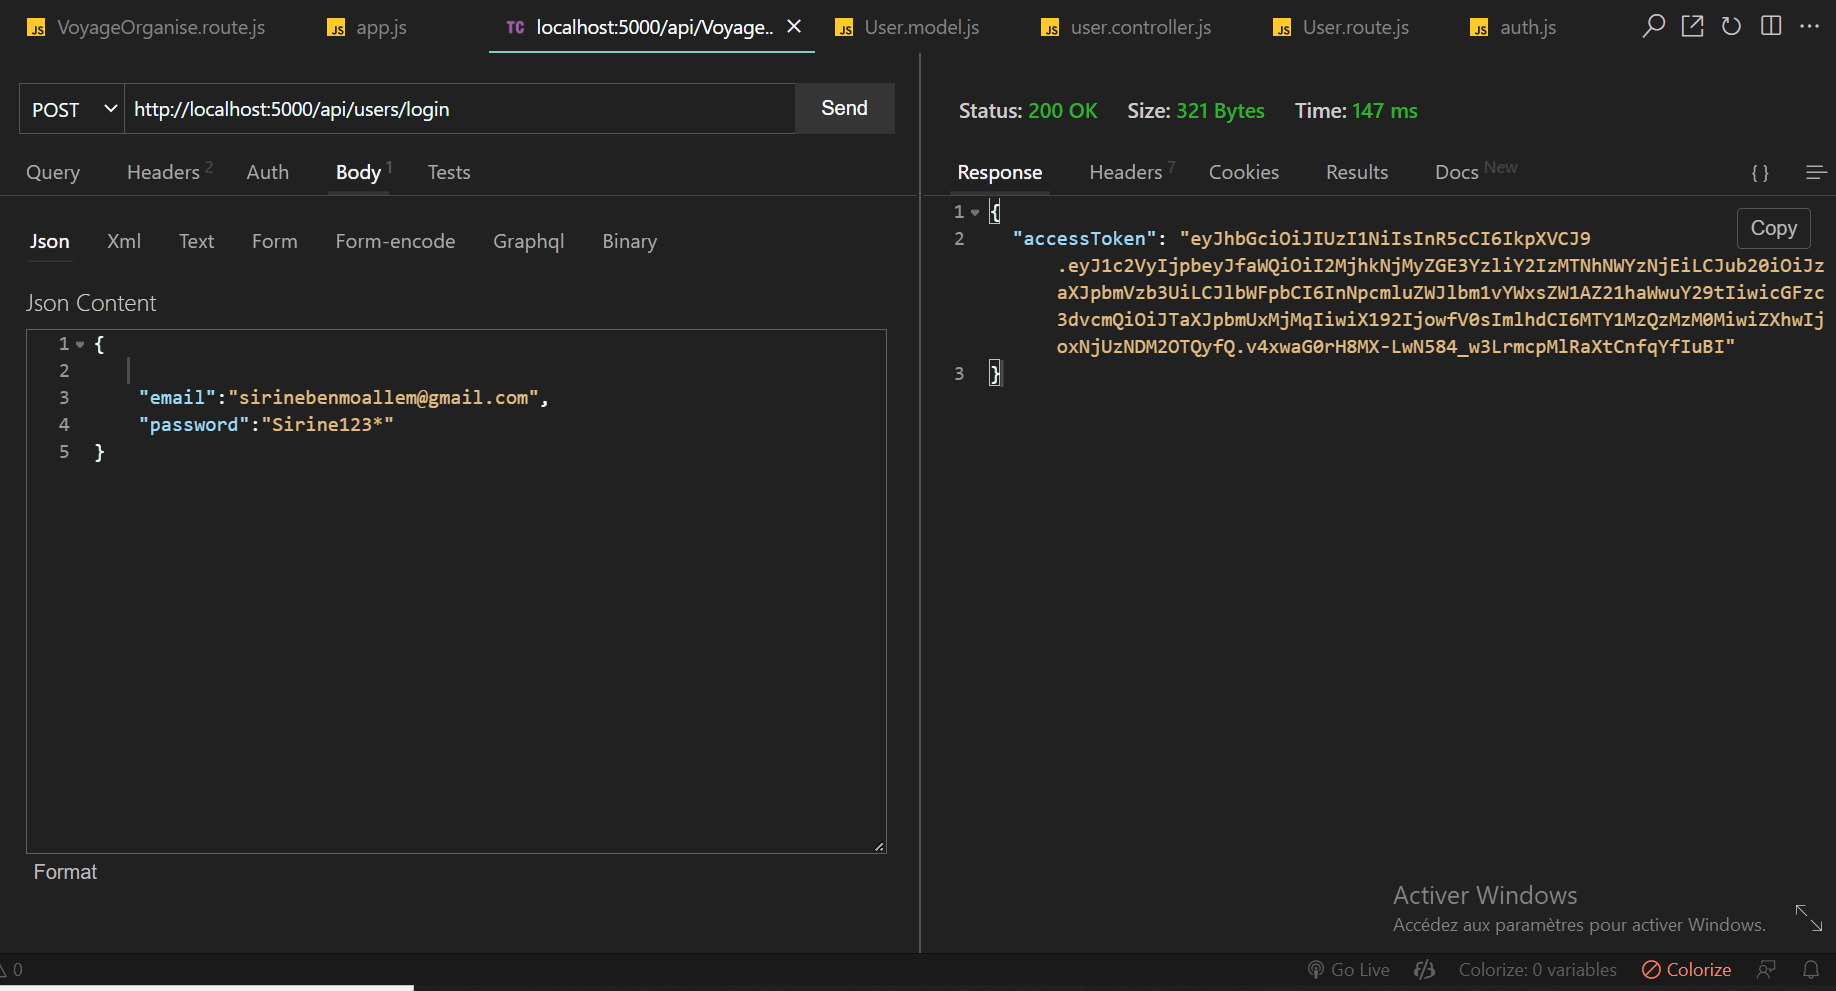 VoyageOrganise.route.js
app.js
TC localhost:5000/api/Voyage..
User.model.js
user.controller.js
User.route.js
auth.js
POST
http://localhost:5000/api/users/login
Send
Status: 200 OK Size: 321 Bytes Time: 147 ms
Query Headers 2 Auth Body 1 Tests
Response Headers 7 Cookies Results Docs New
{ }
Json Xml Text Form Form-encode Graphql Binary
Json Content
1 {
2
3 "email":"sirinebenmoallem@gmail.com",
4 "password":"Sirine123*"
5 }
Format
1 {
Copy
2 "accessToken": "eyJhbGciOiJIUzI1NiIsInR5cCI6IkpXVCJ9
.eyJ1c2VyIjpbeyJfaWQiOiI2MjhkNjMyZGE3YzliY2IzMTNhNWYzNjEiLCJub20iOiJz
aXJpbmVzb3UiLCJlbWFpbCI6InNpcmluZWJlbm1vYWxsZW1AZ21haWwuY29tIiwicGFzc
3dvcmQiOiJTaXJpbmUxMjMqIiwiX192IjowfV0sImlhdCI6MTY1MzQzMzM0MiwiZXhwIj
oxNjUzNDM2OTQyfQ.v4xwaG0rH8MX-LwN584_w3LrmcpMlRaXtCnfqYfIuBI"
3 }
Activer Windows
Accédez aux paramètres pour activer Windows.
0
Go Live
Colorize: 0 variables
Colorize